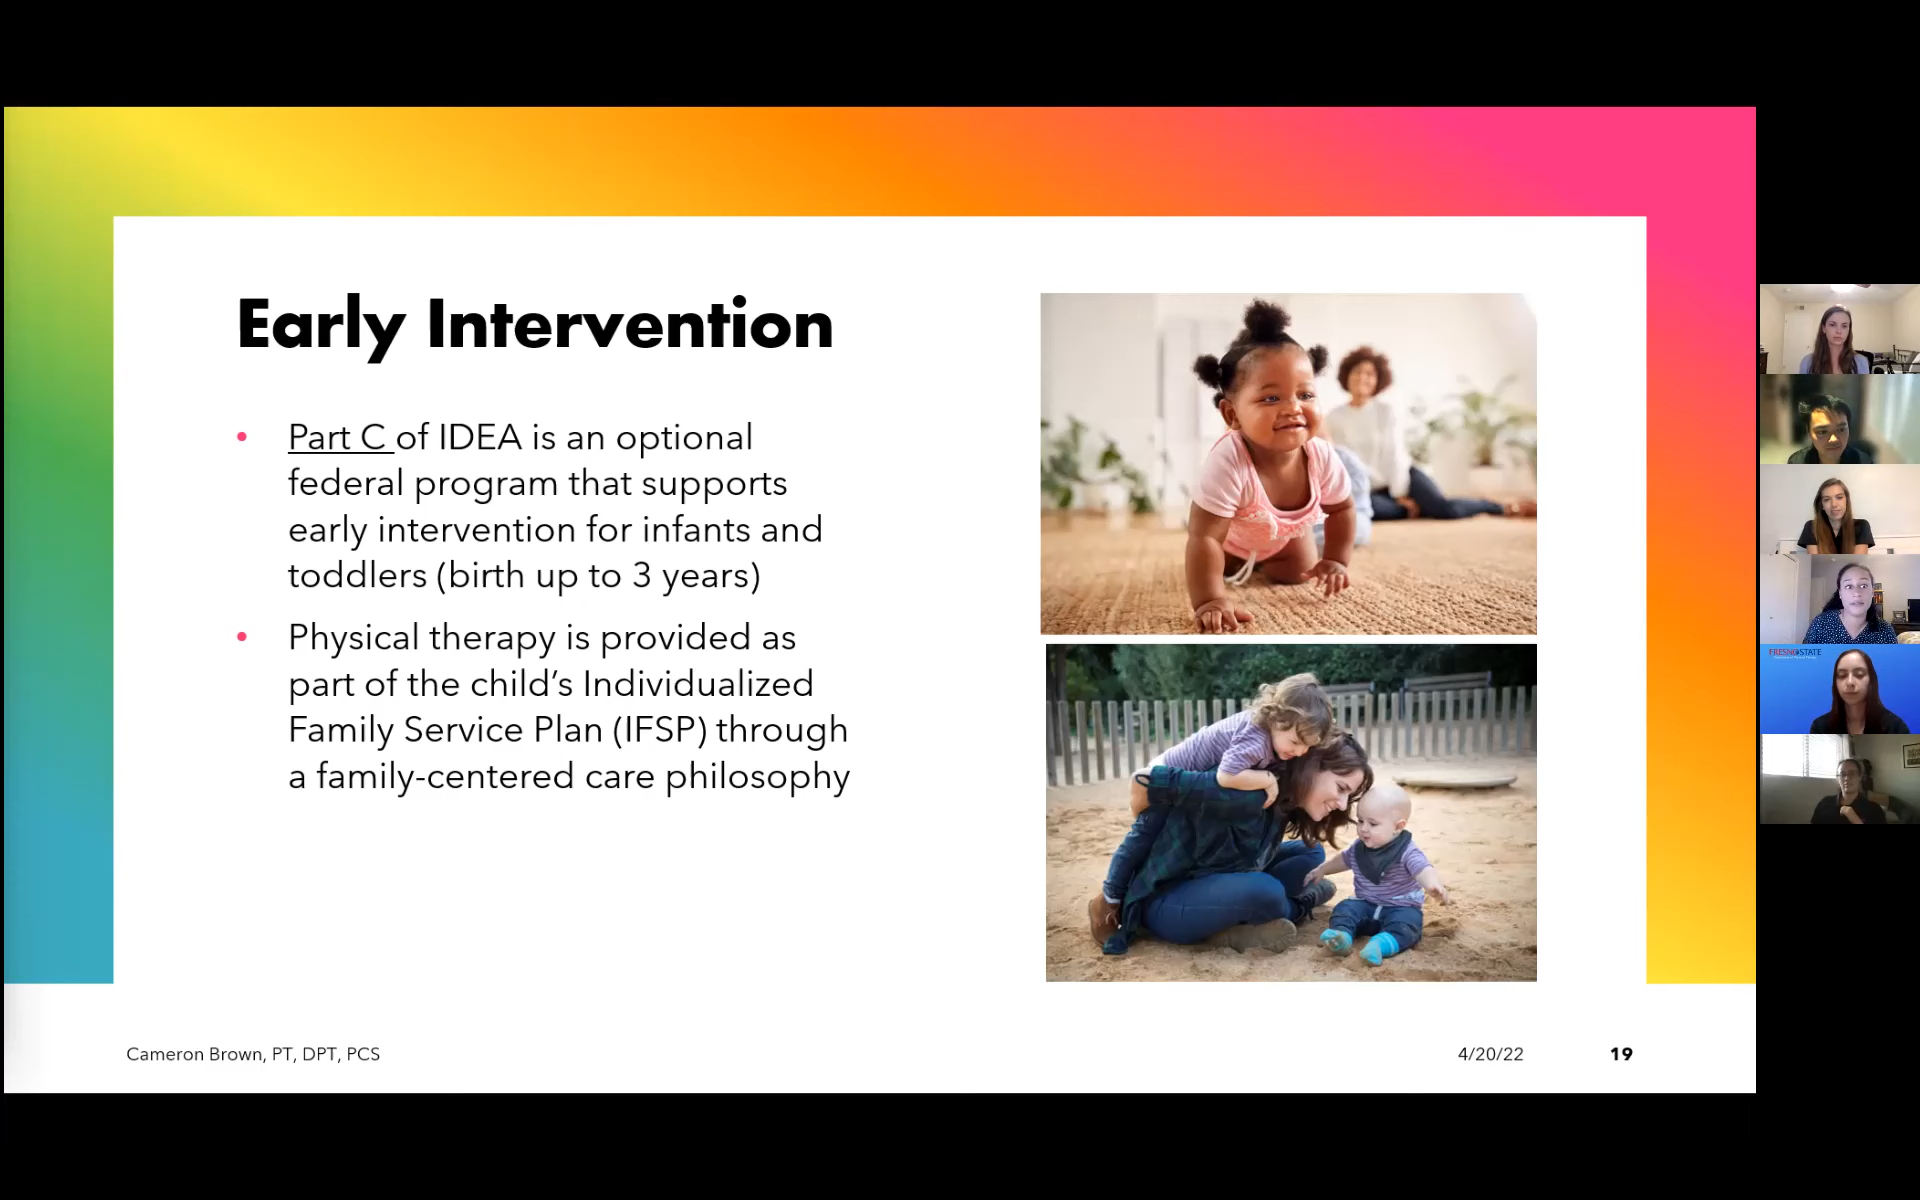 Early Intervention
• Part C of IDEA is an optional
federal program that supports
early intervention for infants and
toddlers (birth up to 3 years)
• Physical therapy is provided as
part of the child’s Individualized
Family Service Plan (IFSP) through
a family-centered care philosophy
Cameron Brown, PT, DPT, PCS
4/20/22
19
FRESNO STATE